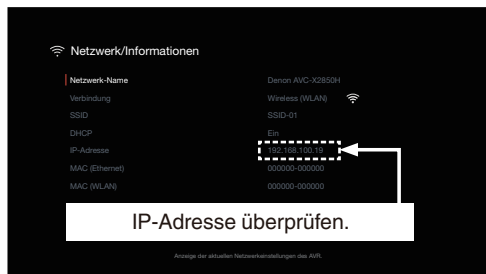 Netzwerk/Informationen
Netzwerk-Name Denon AVC-X2850H
Verbindung Wireless (WLAN)
SSID SSID-01
DHCP Ein
IP-Adresse 192.168.100.19
MAC (Ethernet) 000000-000000
MAC (WLAN) 000000-000000
IP-Adresse überprüfen.
Anzeige der aktuellen Netzwerkeinstellungen des AVR.